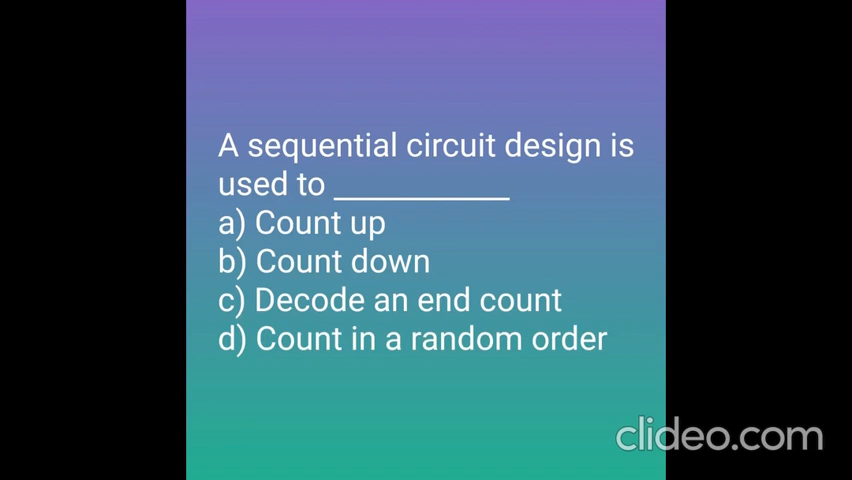 A sequential circuit design is
used to ___________
a) Count up
b) Count down
c) Decode an end count
d) Count in a random order
clideo.com